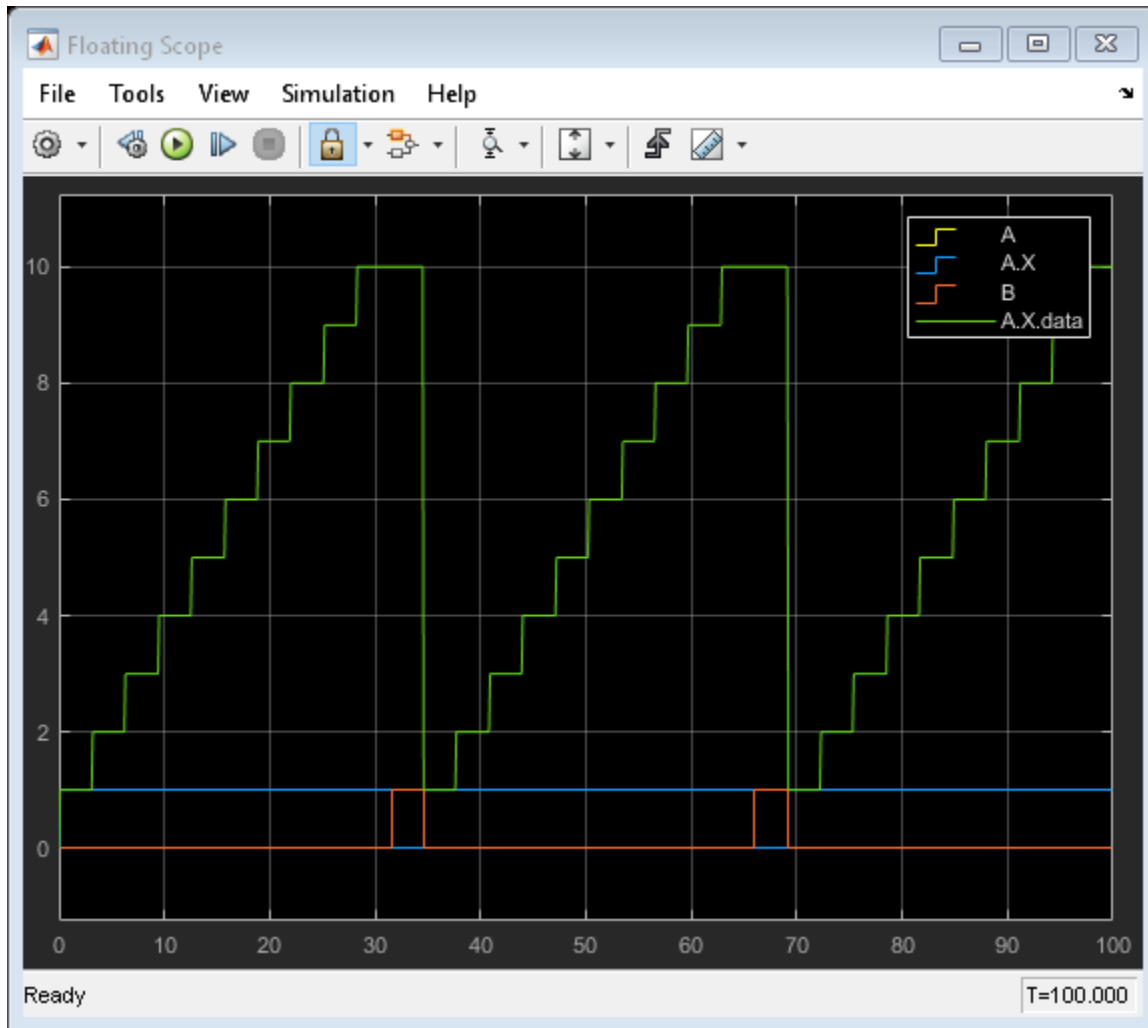 Floating Scope
File Tools View Simulation Help
A
A.X
B
A.X.data
10
8
6
4
2
0
0 10 20 30 40 50 60 70 80 90 100
Ready T=100.000